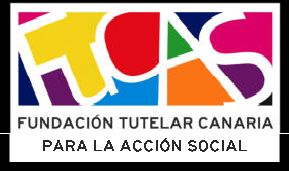 FTCAS
FUNDACIÓN TUTELAR CANARIA
PARA LA ACCIÓN SOCIAL